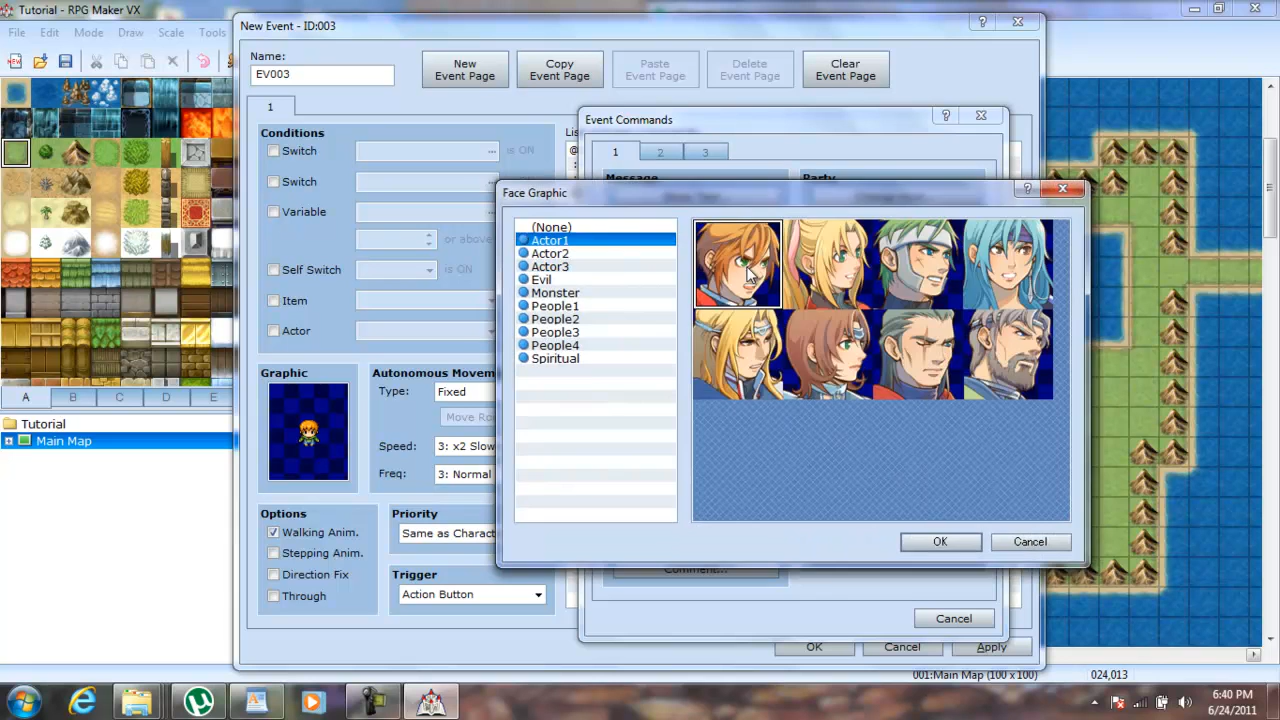 Tutorial - RPG Maker VX
File Edit Mode Draw Scale Tools
New Event - ID:003
Name:
EV003
New
Event Page
Copy
Event Page
Paste
Event Page
Delete
Event Page
Clear
Event Page
1
Conditions
Switch ... is ON
Switch
Variable
or above
Self Switch is ON
Item
Actor
Graphic
Autonomous Movem
Type: Fixed
Move Ro
Speed: 3: x2 Slow
Freq: 3: Normal
Options
Walking Anim.
Stepping Anim.
Direction Fix
Through
Priority
Same as Charact
Trigger
Action Button
Event Commands
1 2 3
Message Party
Face Graphic
(None)
Actor1
Actor2
Actor3
Evil
Monster
People1
People2
People3
People4
Spiritual
OK Cancel
Comment...
Cancel
OK Cancel Apply
A B C D E
Tutorial
Main Map
001:Main Map (100 x 100) 024,013
6:40 PM
6/24/2011